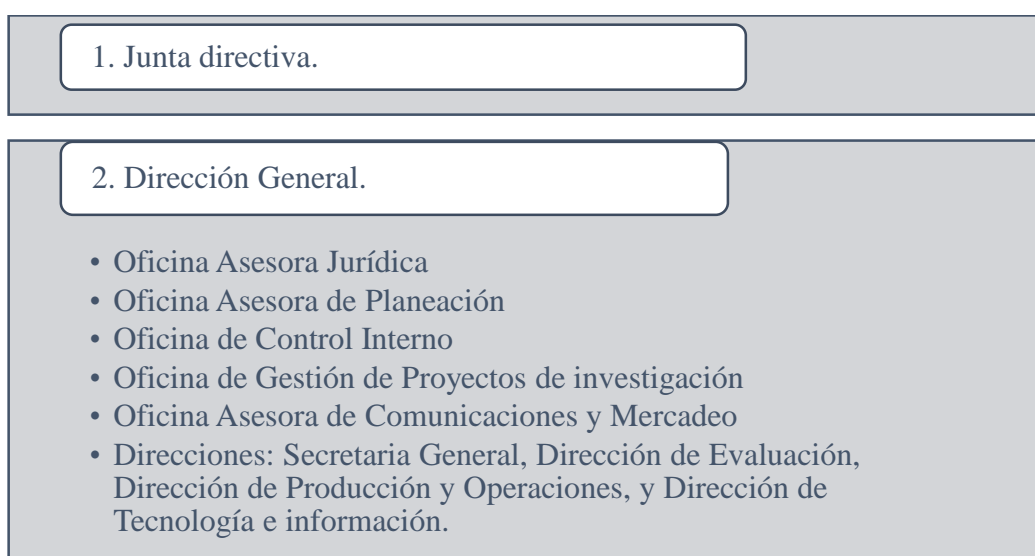 1. Junta directiva.
2. Dirección General.
• Oficina Asesora Jurídica
• Oficina Asesora de Planeación
• Oficina de Control Interno
• Oficina de Gestión de Proyectos de investigación
• Oficina Asesora de Comunicaciones y Mercadeo
• Direcciones: Secretaria General, Dirección de Evaluación,
Dirección de Producción y Operaciones, y Dirección de
Tecnología e información.